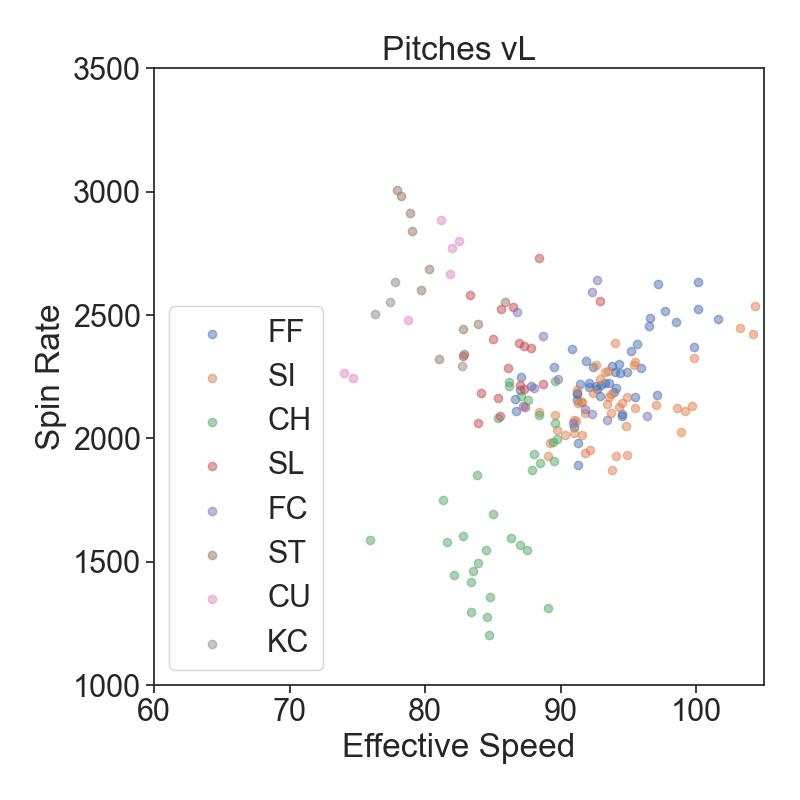 Pitches vL
3500
3000
2500
2000
1500
1000
Spin Rate
FF
SI
CH
SL
FC
ST
CU
KC
60 70 80 90 100
Effective Speed